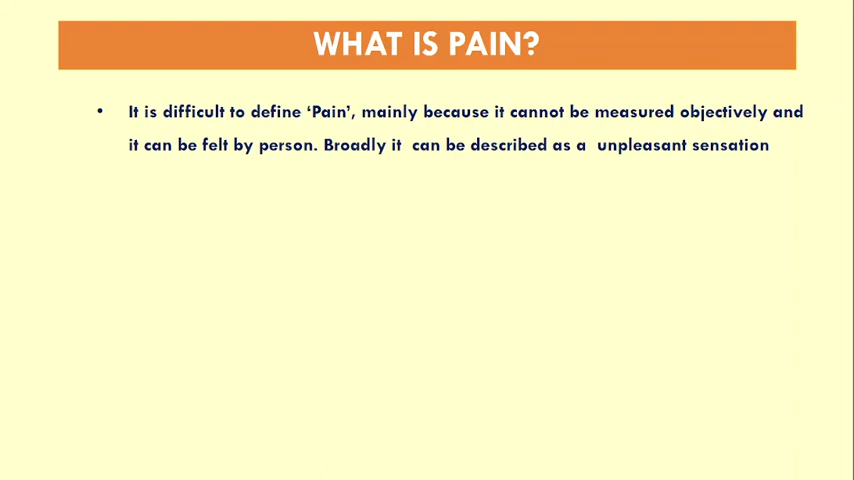 WHAT IS PAIN?
• It is difficult to define ‘Pain’, mainly because it cannot be measured objectively and
it can be felt by person. Broadly it can be described as a unpleasant sensation